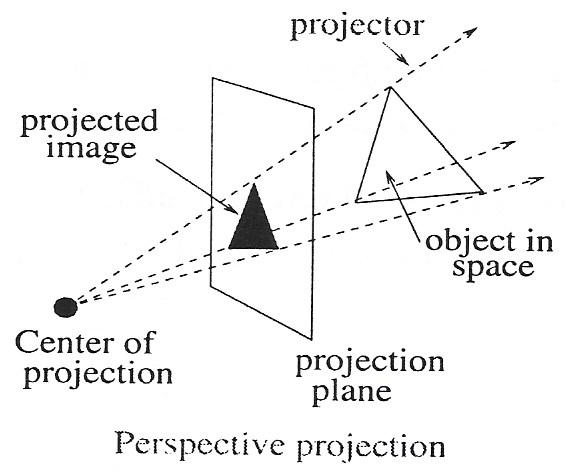 projector
projected
image
object in
space
Center of
projection
projection
plane
Perspective projection